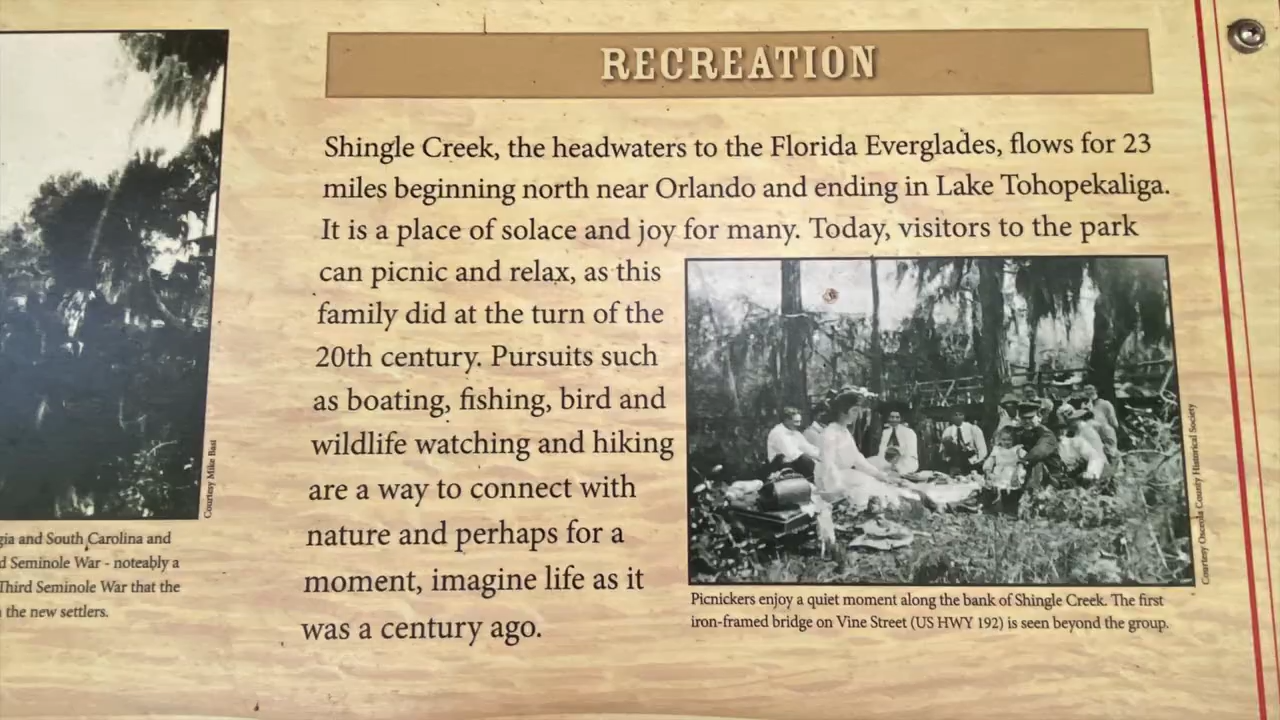 RECREATION
Shingle Creek, the headwaters to the Florida Everglades, flows for 23
miles beginning north near Orlando and ending in Lake Tohopekaliga.
It is a place of solace and joy for many. Today, visitors to the park
can picnic and relax, as this
family did at the turn of the
20th century. Pursuits such
as boating, fishing, bird and
wildlife watching and hiking
are a way to connect with
nature and perhaps for a
moment, imagine life as it
was a century ago.
Courtesy Osceola County Historical Society
Picnickers enjoy a quiet moment along the bank of Shingle Creek. The first
iron-framed bridge on Vine Street (US HWY 192) is seen beyond the group.
Courtesy Mike Bast
gia and South Carolina and
d Seminole War - noteably a
Third Seminole War that the
the new settlers.